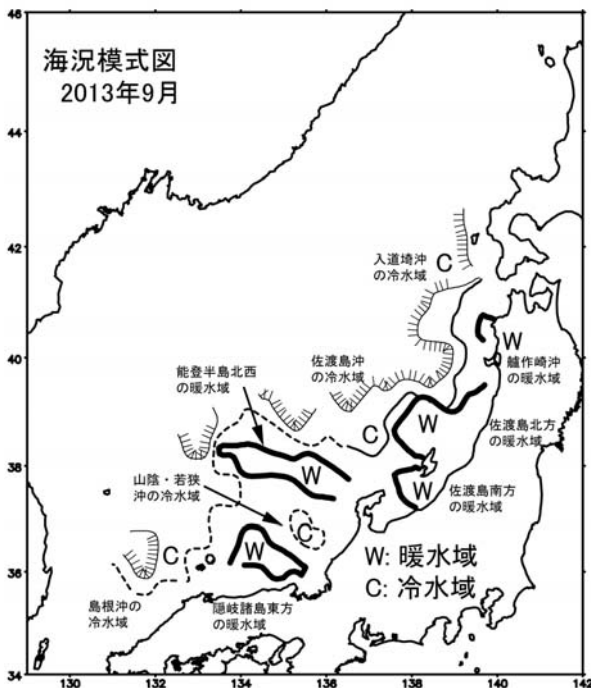 海況模式図
2013年9月
46
44
42
40
38
36
34
130
132
134
136
138
140
142
入道埼沖
の冷水域
C
W
艫作崎沖
の暖水域
能登半島北西
の暖水域
佐渡島沖
の冷水域
C
W
佐渡島北方
の暖水域
W
山陰・若狭
沖の冷水域
C
W
佐渡島南方
の暖水域
W
C
島根沖の
冷水域
隠岐諸島東方
の暖水域
W: 暖水域
C: 冷水域